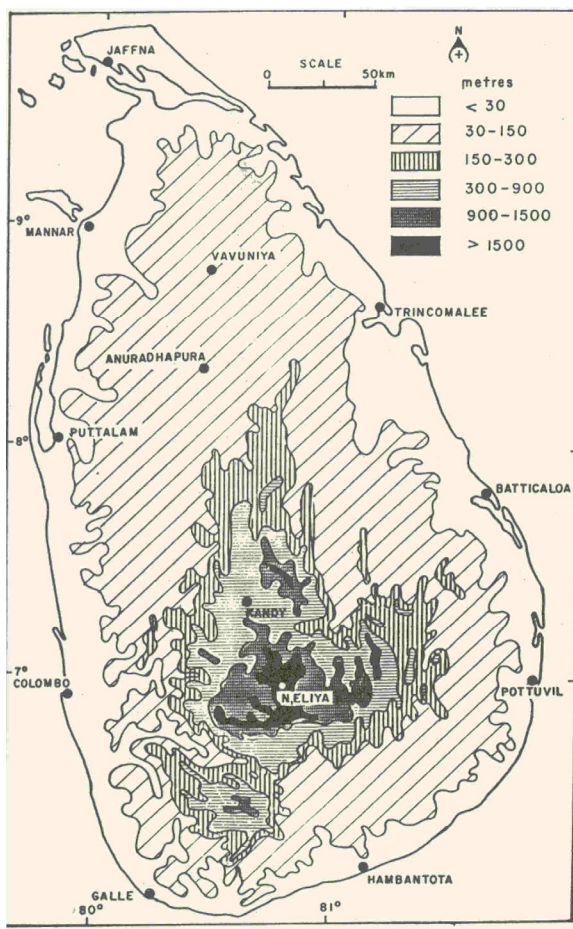 JAFFNA
SCALE
0 50km
N
metres
< 30
30-150
150-300
300-900
900-1500
> 1500
9°
MANNAR
VAVUNIYA
TRINCOMALEE
ANURADHAPURA
8°
PUTTALAM
BATTICALOA
KANDY
7°
COLOMBO
N,ELIYA
POTTUVIL
HAMBANTOTA
GALLE
80°
81°